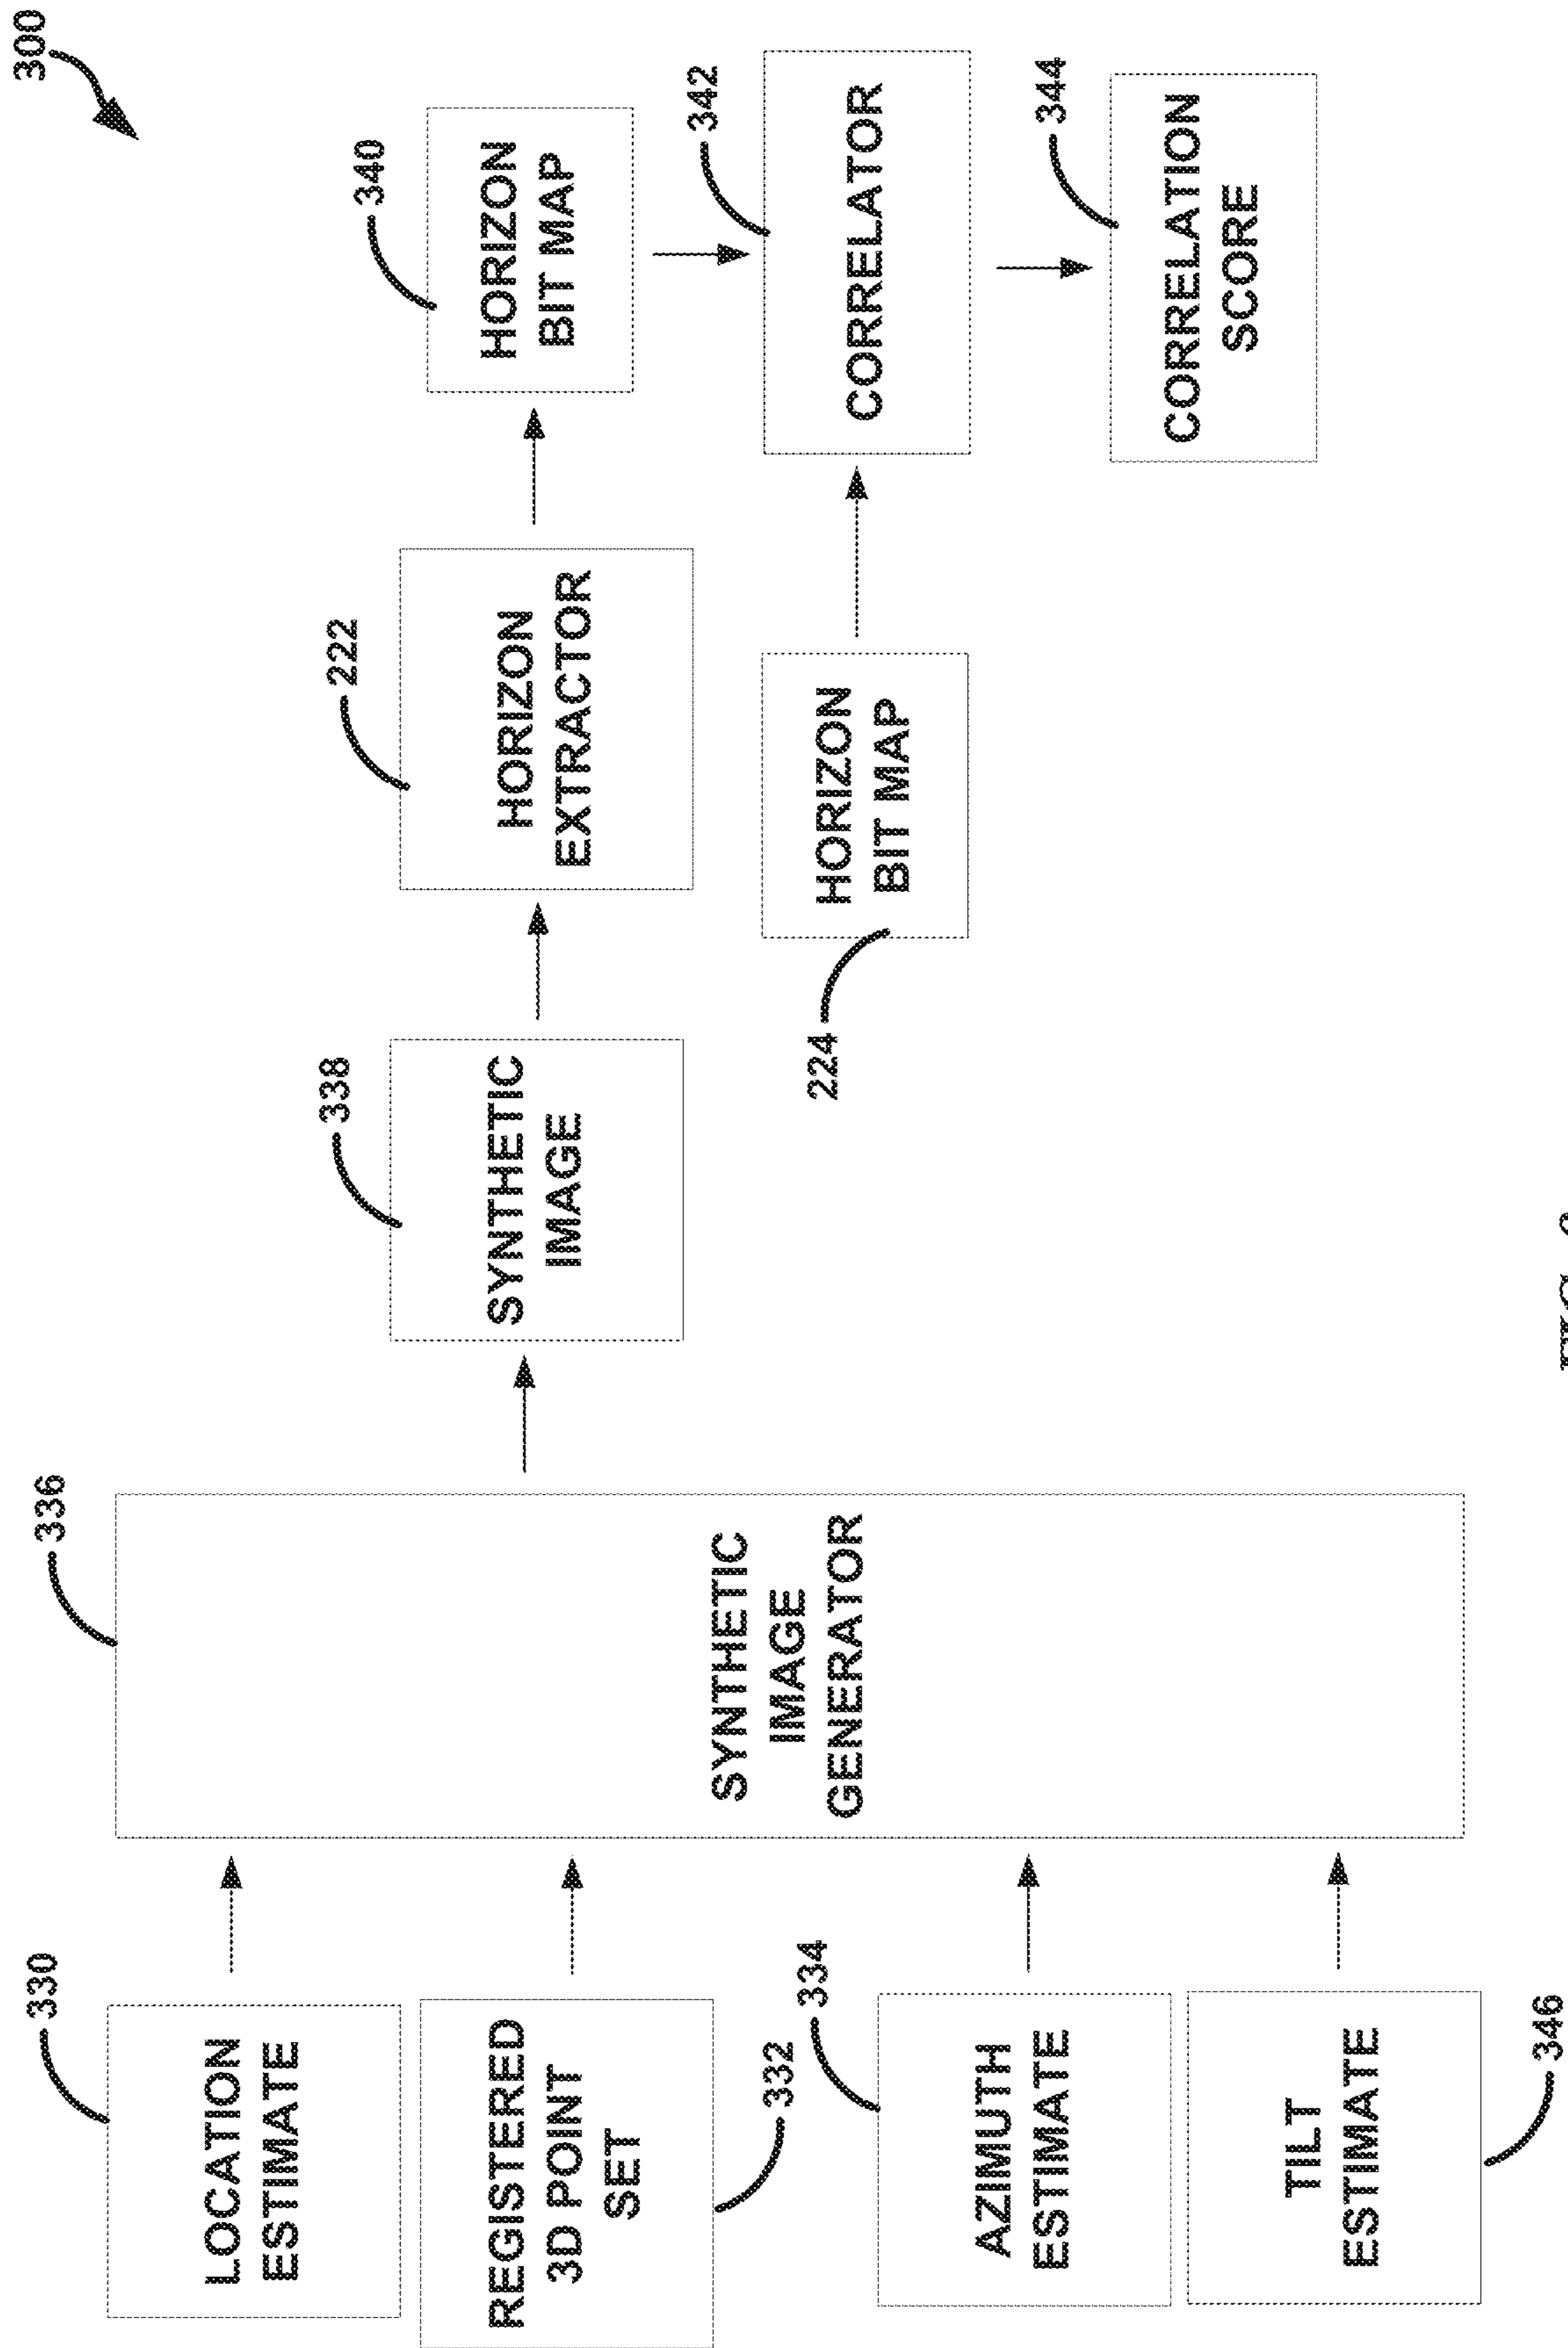 300
330
LOCATION
ESTIMATE
REGISTERED
3D POINT
SET
332
334
AZIMUTH
ESTIMATE
TILT
ESTIMATE
346
336
SYNTHETIC
IMAGE
GENERATOR
338
SYNTHETIC
IMAGE
222
HORIZON
EXTRACTOR
340
HORIZON
BIT MAP
224
HORIZON
BIT MAP
342
CORRELATOR
344
CORRELATION
SCORE